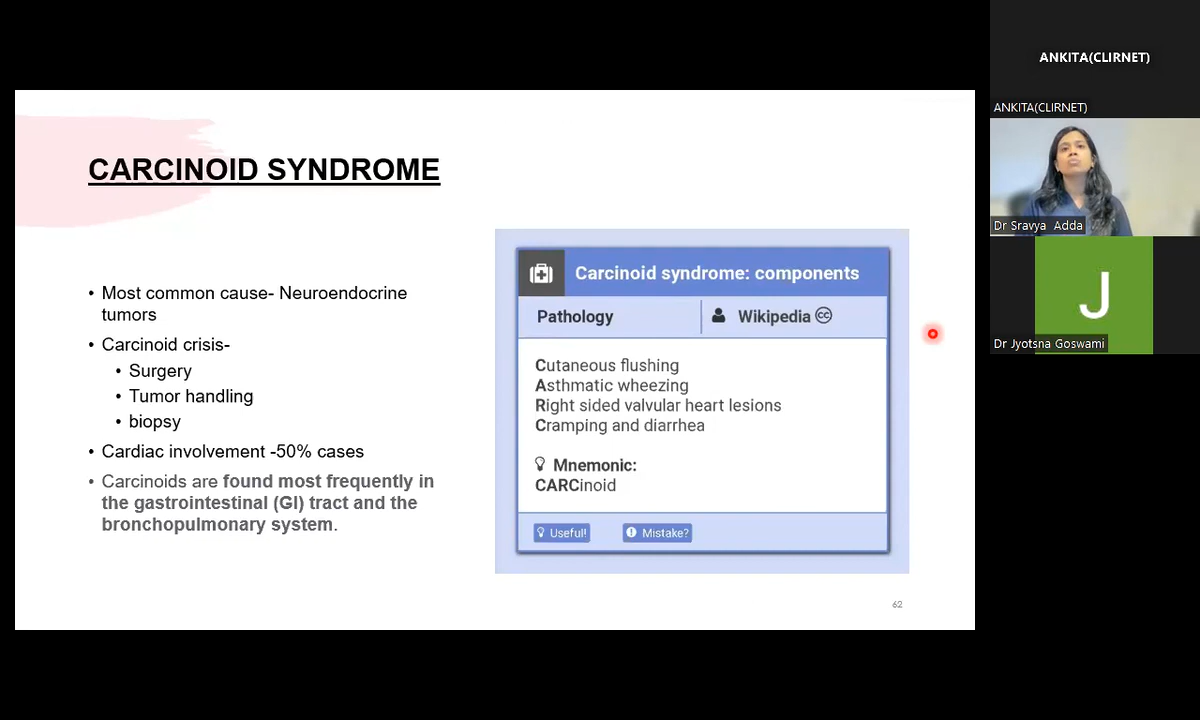 CARCINOID SYNDROME
• Most common cause- Neuroendocrine
tumors
• Carcinoid crisis-
• Surgery
• Tumor handling
• biopsy
• Cardiac involvement -50% cases
• Carcinoids are found most frequently in
the gastrointestinal (GI) tract and the
bronchopulmonary system.
Carcinoid syndrome: components
Pathology
Wikipedia cc
Cutaneous flushing
Asthmatic wheezing
Right sided valvular heart lesions
Cramping and diarrhea
Mnemonic:
CARCinoid
Useful!
Mistake?
62
ANKITA(CLIRNET)
ANKITA(CLIRNET)
Dr Sravya Adda
J
Dr Jyotsna Goswami